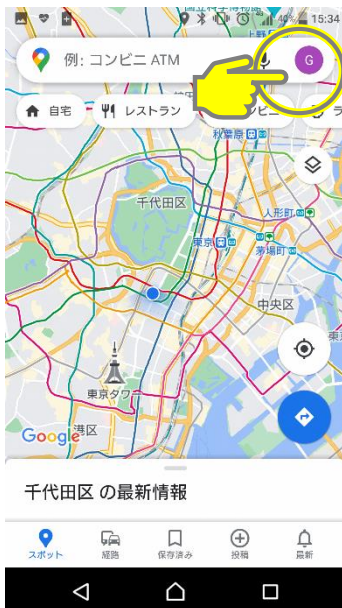 4G 40% 15:34
例: コンビニ ATM
G
自宅
レストラン
秋葉原
千代田区
人形町
東京
茅場町
中央区
東京タワー
港区
Google
千代田区 の最新情報
スポット
経路
保存済み
投稿
最新